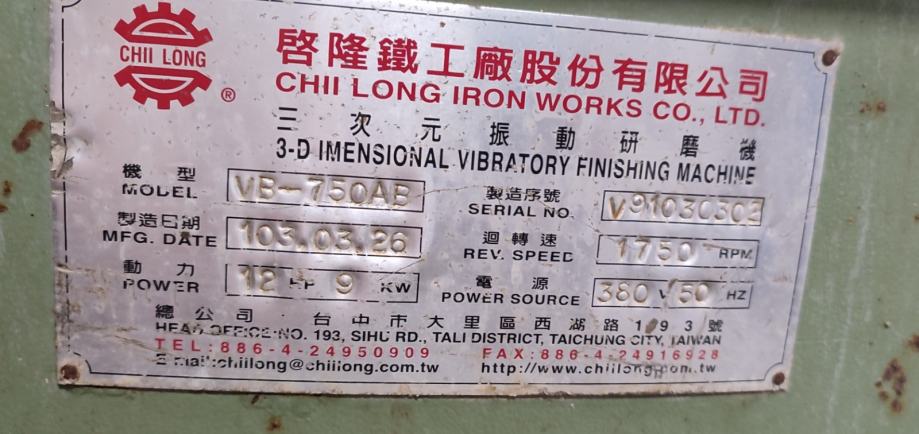 CHII LONG
®
啓隆鐵工廠股份有限公司
CHII LONG IRON WORKS CO., LTD.
三次元振動研磨機
3-D IMENSIONAL VIBRATORY FINISHING MACHINE
機型 MODEL VB-750AB
製造序號 SERIAL NO. V91030302
製造日期 MFG. DATE 103.03.26
迴轉速 REV. SPEED 1750 RPM
動力 POWER 12 HP 9 KW
電源 POWER SOURCE 380 V 50 HZ
總公司 台中市大里區西湖路193號
HEAD OFFICE:NO. 193, SIHU RD., TALI DISTRICT, TAICHUNG CITY, TAIWAN
TEL:886-4-24950909 FAX:886-4-24916928
E-mail:chiilong@chiilong.com.tw http://www.chiilong.com.tw